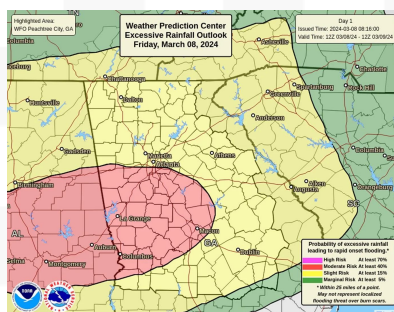 Highlighted Area:
WFO Peachtree City, GA
Weather Prediction Center
Excessive Rainfall Outlook
Friday, March 08, 2024
Day 1
Issued Time: 2024-03-08 08:16:00
Valid Time: 12Z 03/08/24 - 12Z 03/09/24
Asheville
Charlotte
Chattanooga
Spartanburg
Rock Hill
Greenville
Dalton
Huntsville
Anderson
Gadsden
Marietta
Atlanta
Athens
Columbia
Birmingham
Aiken
Augusta
Orangeburg
SC
La Grange
Macon
AL
GA
Auburn
Columbus
Dublin
Selma
Montgomery
Probability of excessive rainfall
leading to rapid onset flooding.*
High Risk At least 70%
Moderate Risk At least 40%
Slight Risk At least 15%
Marginal Risk At least 5%
* Within 25 miles of a point.
May not represent localized
flooding threat over burn scars.
NOAA